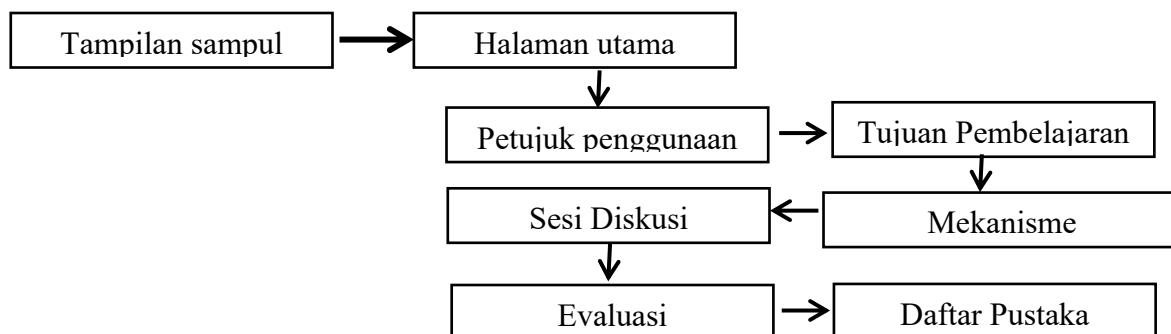 Tampilan sampul
Halaman utama
Petujuk penggunaan
Tujuan Pembelajaran
Mekanisme
Sesi Diskusi
Evaluasi
Daftar Pustaka